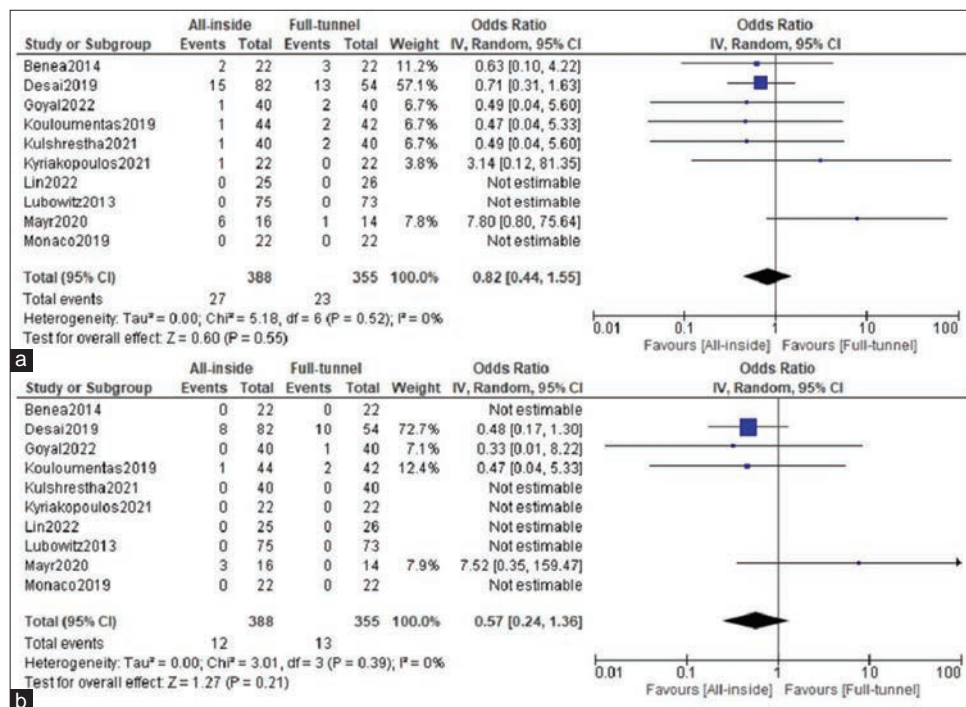 All-inside Full-tunnel Odds Ratio Odds Ratio
Study or Subgroup Events Total Events Total Weight IV, Random, 95% CI IV, Random, 95% CI
Benea2014 2 22 3 22 11.2% 0.63 [0.10, 4.22]
Desai2019 15 82 13 54 57.1% 0.71 [0.31, 1.63]
Goyal2022 1 40 2 40 6.7% 0.49 [0.04, 5.60]
Kouloumentas2019 1 44 2 42 6.7% 0.47 [0.04, 5.33]
Kulshrestha2021 1 40 2 40 6.7% 0.49 [0.04, 5.60]
Kyriakopoulos2021 1 22 0 22 3.8% 3.14 [0.12, 81.35]
Lin2022 0 25 0 26 Not estimable
Lubowitz2013 0 75 0 73 Not estimable
Mayr2020 6 16 1 14 7.8% 7.80 [0.80, 75.64]
Monaco2019 0 22 0 22 Not estimable
Total (95% CI) 388 355 100.0% 0.82 [0.44, 1.55]
Total events 27 23
Heterogeneity: Tau² = 0.00; Chi² = 5.18, df = 6 (P = 0.52); I² = 0%
Test for overall effect: Z = 0.60 (P = 0.55)
0.01 0.1 1 10 100
Favours [All-inside] Favours [Full-tunnel]
a
All-inside Full-tunnel Odds Ratio Odds Ratio
Study or Subgroup Events Total Events Total Weight IV, Random, 95% CI IV, Random, 95% CI
Benea2014 0 22 0 22 Not estimable
Desai2019 8 82 10 54 72.7% 0.48 [0.17, 1.30]
Goyal2022 0 40 1 40 7.1% 0.33 [0.01, 8.22]
Kouloumentas2019 1 44 2 42 12.4% 0.47 [0.04, 5.33]
Kulshrestha2021 0 40 0 40 Not estimable
Kyriakopoulos2021 0 22 0 22 Not estimable
Lin2022 0 25 0 26 Not estimable
Lubowitz2013 0 75 0 73 Not estimable
Mayr2020 3 16 0 14 7.9% 7.52 [0.35, 159.47]
Monaco2019 0 22 0 22 Not estimable
Total (95% CI) 388 355 100.0% 0.57 [0.24, 1.36]
Total events 12 13
Heterogeneity: Tau² = 0.00; Chi² = 3.01, df = 3 (P = 0.39); I² = 0%
Test for overall effect: Z = 1.27 (P = 0.21)
0.01 0.1 1 10 100
Favours [All-inside] Favours [Full-tunnel]
b